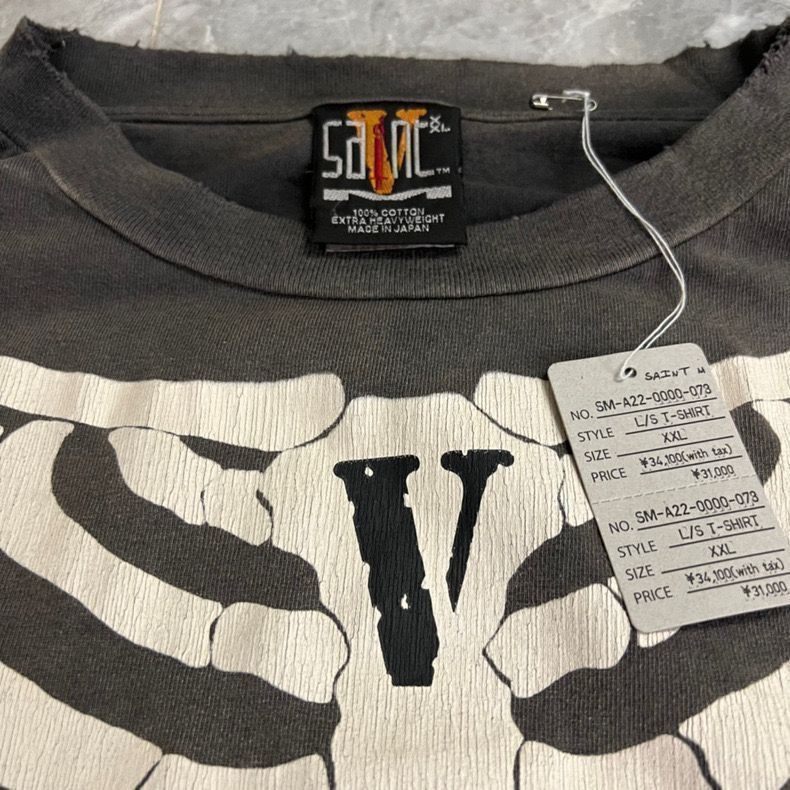 saint
XXL
TM
100% COTTON
EXTRA HEAVYWEIGHT
MADE IN JAPAN
V
SAINT M
NO. SM-A22-0000-073
STYLE L/S T-SHIRT
SIZE XXL
PRICE ¥34,100(with tax)
¥31,000
NO. SM-A22-0000-073
STYLE L/S T-SHIRT
SIZE XXL
PRICE ¥34,100(with tax)
¥31,000